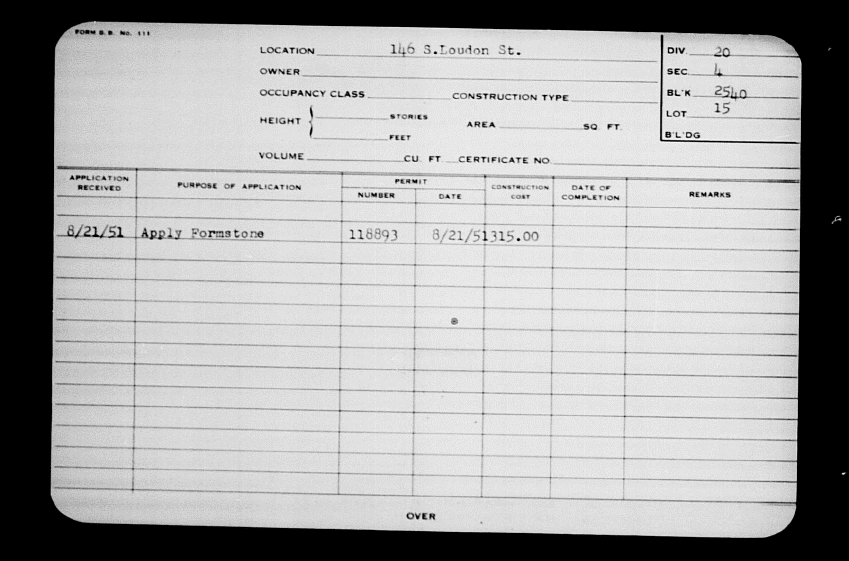 FORM B. B. No. 111
LOCATION 146 S.Loudon St.
OWNER
OCCUPANCY CLASS CONSTRUCTION TYPE
HEIGHT { STORIES FEET AREA SQ. FT.
VOLUME CU. FT. CERTIFICATE NO.
DIV. 20
SEC. 4
BL'K 2540
LOT 15
B'L'DG
APPLICATION RECEIVED PURPOSE OF APPLICATION PERMIT NUMBER DATE CONSTRUCTION COST DATE OF COMPLETION REMARKS
8/21/51 Apply Formstone 118893 8/21/51 315.00
OVER